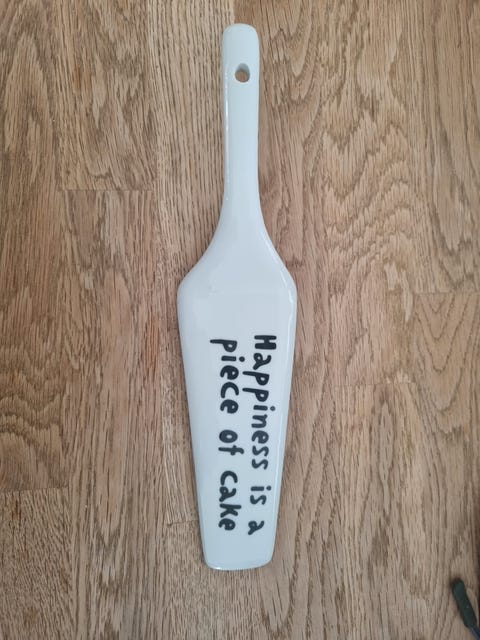 Happiness is a
piece of cake